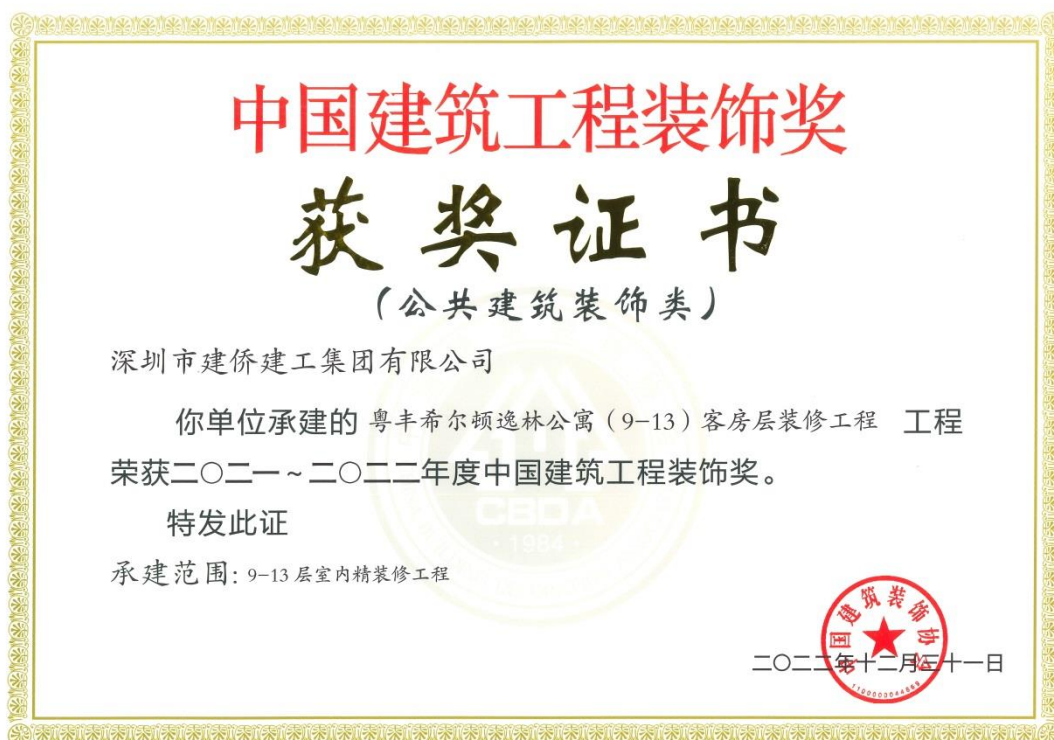 中国建筑工程装饰奖
获奖证书
(公共建筑装饰类)
深圳市建侨建工集团有限公司
你单位承建的 粤丰希尔顿逸林公寓(9-13)客房层装修工程 工程
荣获二〇二一~二〇二二年度中国建筑工程装饰奖。
特发此证
承建范围: 9-13层室内精装修工程
CBDA
·1984·
中国建筑装饰协会
二〇二二年十二月三十一日